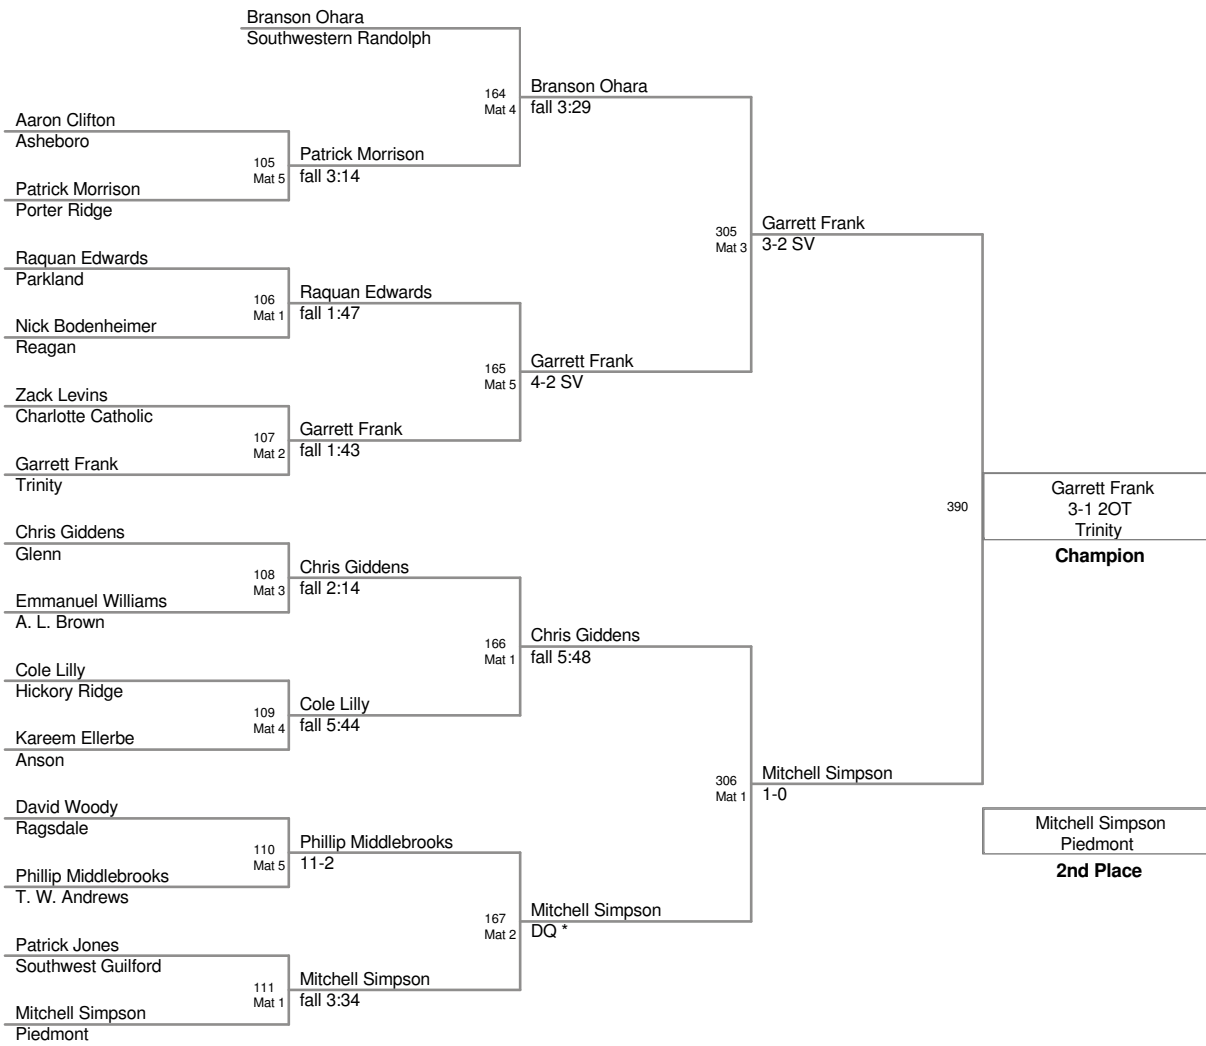 Branson Ohara
Southwestern Randolph
164
Mat 4
Branson Ohara
fall 3:29
Aaron Clifton
Asheboro
105
Mat 5
Patrick Morrison
fall 3:14
Patrick Morrison
Porter Ridge
305
Mat 3
Garrett Frank
3-2 SV
Raquan Edwards
Parkland
106
Mat 1
Raquan Edwards
fall 1:47
Nick Bodenheimer
Reagan
165
Mat 5
Garrett Frank
4-2 SV
Zack Levins
Charlotte Catholic
107
Mat 2
Garrett Frank
fall 1:43
Garrett Frank
Trinity
390
Garrett Frank
3-1 2OT
Trinity
Champion
Chris Giddens
Glenn
108
Mat 3
Chris Giddens
fall 2:14
Emmanuel Williams
A. L. Brown
166
Mat 1
Chris Giddens
fall 5:48
Cole Lilly
Hickory Ridge
109
Mat 4
Cole Lilly
fall 5:44
Kareem Ellerbe
Anson
306
Mat 1
Mitchell Simpson
1-0
David Woody
Ragsdale
110
Mat 5
Phillip Middlebrooks
11-2
Mitchell Simpson
Piedmont
2nd Place
Phillip Middlebrooks
T. W. Andrews
167
Mat 2
Mitchell Simpson
DQ *
Patrick Jones
Southwest Guilford
111
Mat 1
Mitchell Simpson
fall 3:34
Mitchell Simpson
Piedmont